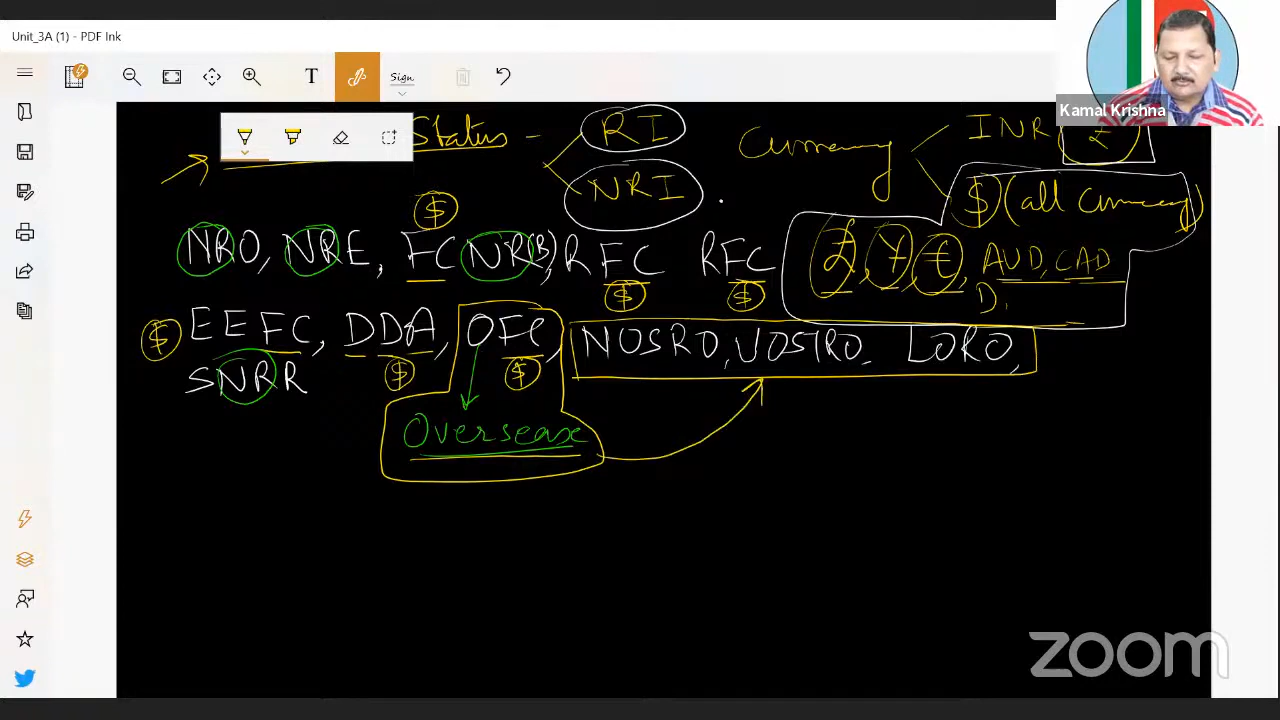 Unit_3A (1) - PDF Ink
T
Sign
Kamal Krishna
Status - RI Currency INR
NRI $ (all Currency)
$
NRO, NRE, FCNR(B), RFC RFC £, ¥, €, AUD, CAD
$ $ D.
$ EEFC, DDA, OFC, NOSRO, VOSTRO, LORO,
SNRR $ $
Oversease
zoom